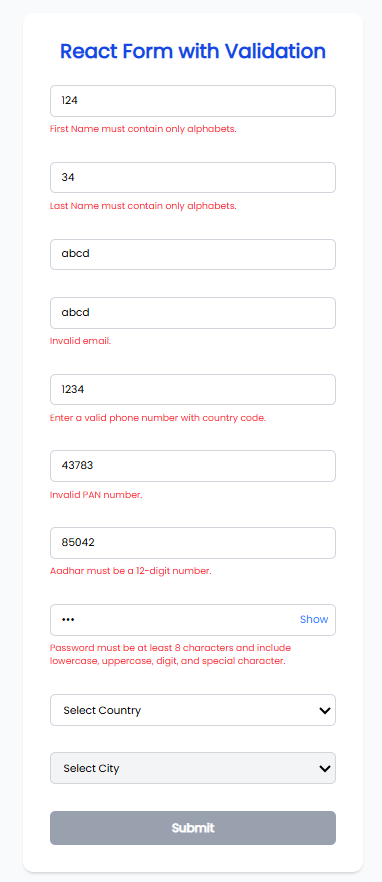 React Form with Validation
124
First Name must contain only alphabets.
34
Last Name must contain only alphabets.
abcd
abcd
Invalid email.
1234
Enter a valid phone number with country code.
43783
Invalid PAN number.
85042
Aadhar must be a 12-digit number.
••• Show
Password must be at least 8 characters and include
lowercase, uppercase, digit, and special character.
Select Country
Select City
Submit